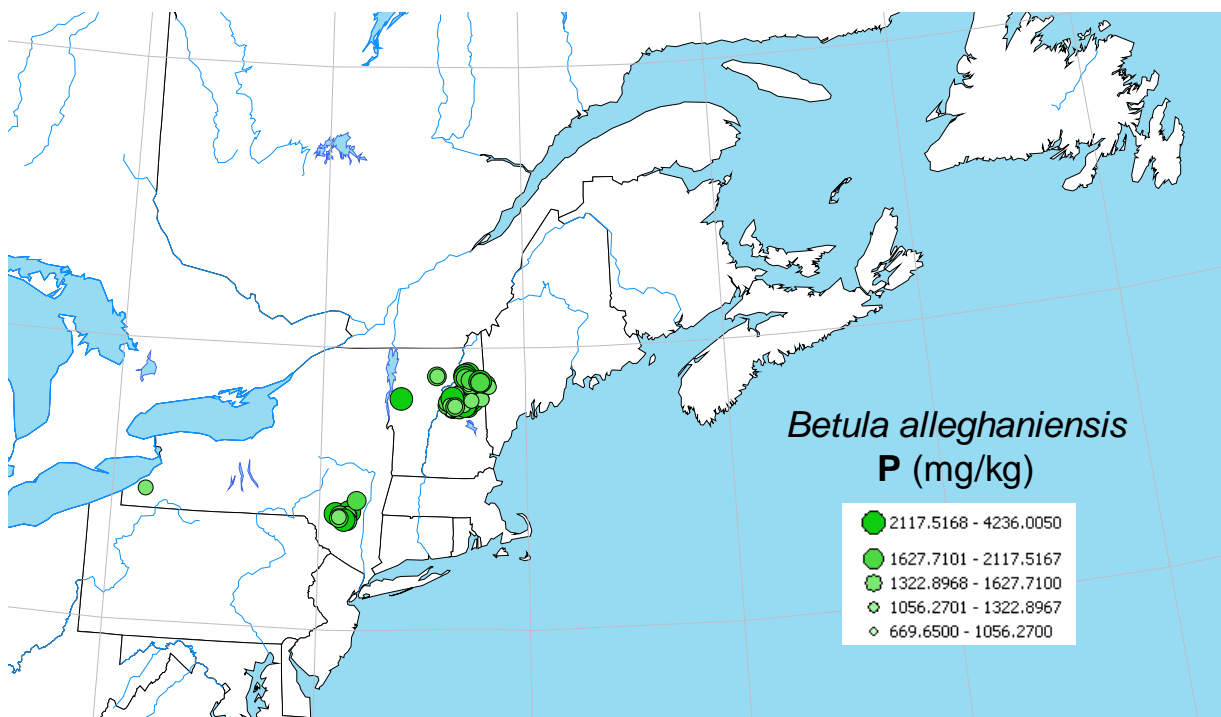 Betula alleghaniensis
P (mg/kg)
2117.5168 - 4236.0050
1627.7101 - 2117.5167
1322.8968 - 1627.7100
1056.2701 - 1322.8967
669.6500 - 1056.2700